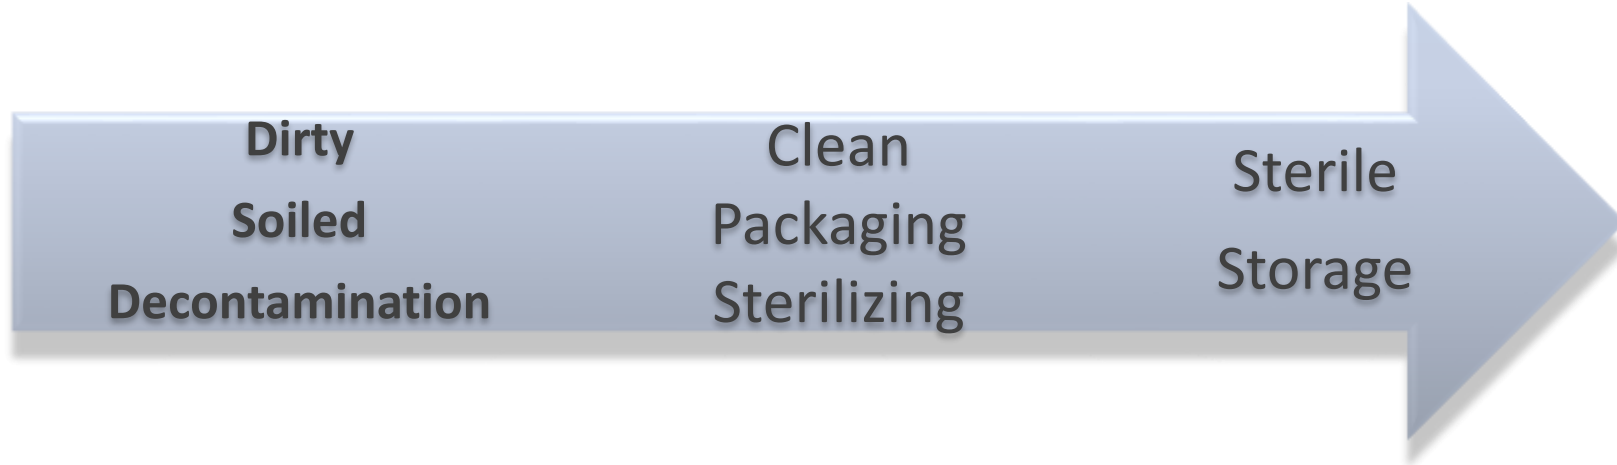 Dirty
Soiled
Decontamination
Clean
Packaging
Sterilizing
Sterile
Storage